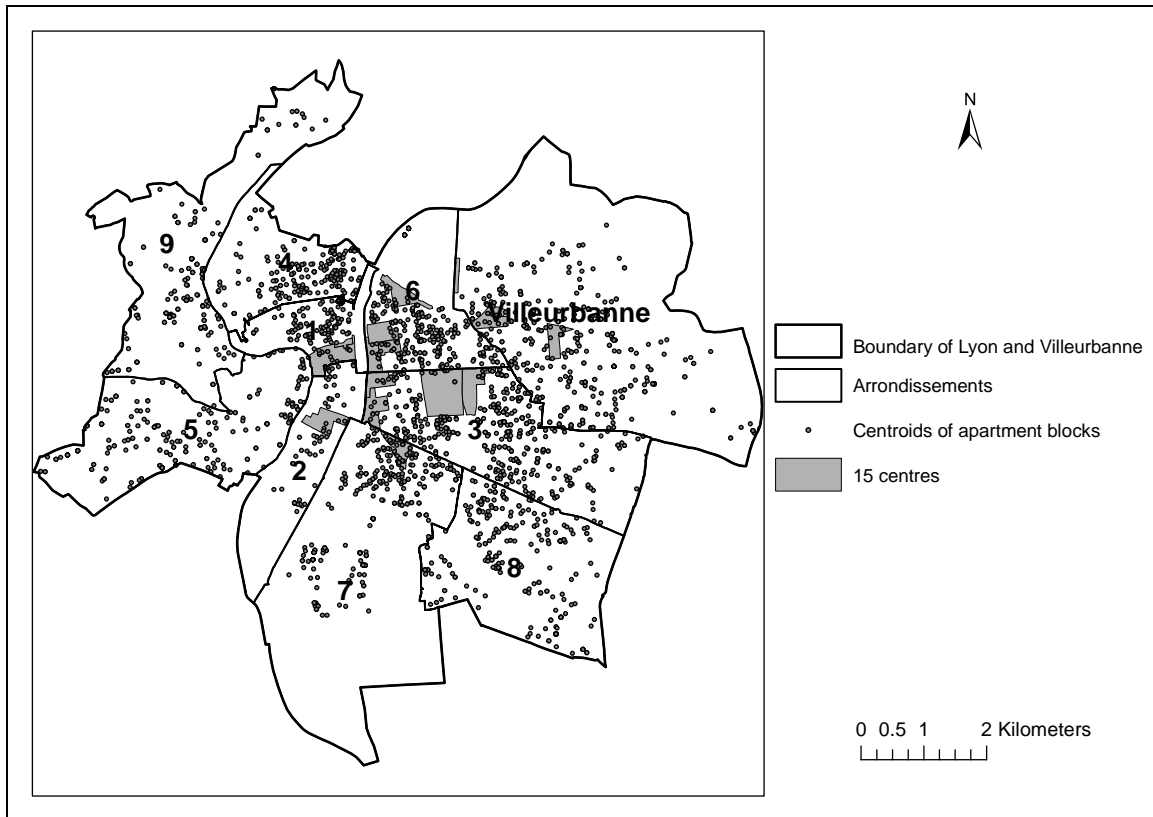 N
9
4
6
Villeurbanne
1
5
3
2
8
7
Boundary of Lyon and Villeurbanne
Arrondissements
Centroids of apartment blocks
15 centres
0 0.5 1 2 Kilometers